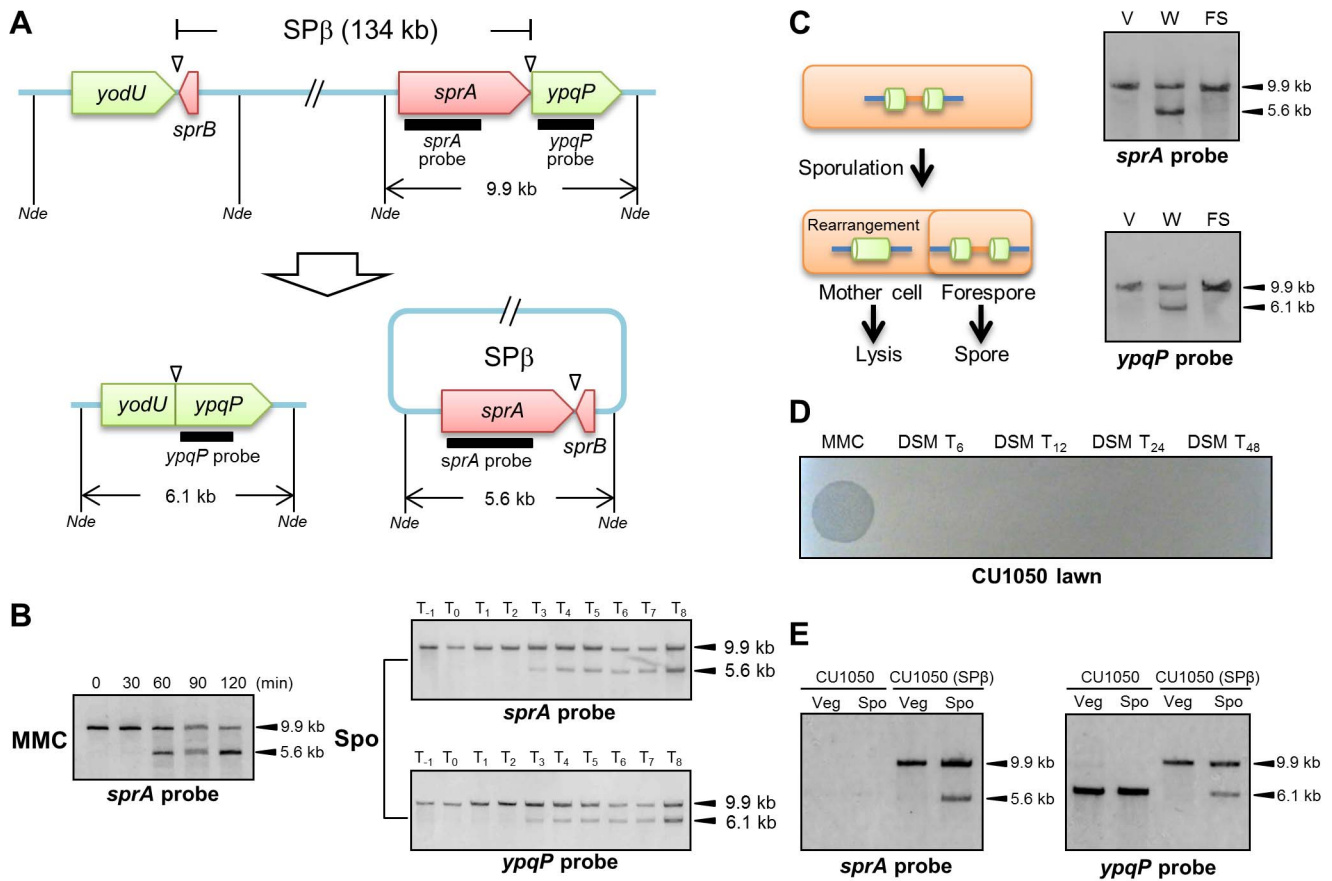 A
SPβ (134 kb)
yodU
sprB
sprA
ypqP
sprA
probe
ypqP
probe
9.9 kb
Nde
Nde
Nde
Nde
yodU
ypqP
ypqP probe
6.1 kb
Nde
Nde
SPβ
sprA
sprB
sprA probe
5.6 kb
Nde
Nde
B
MMC
0 30 60 90 120 (min)
9.9 kb
5.6 kb
sprA probe
Spo
T-1 T0 T1 T2 T3 T4 T5 T6 T7 T8
9.9 kb
5.6 kb
sprA probe
T-1 T0 T1 T2 T3 T4 T5 T6 T7 T8
9.9 kb
6.1 kb
ypqP probe
C
Sporulation
Rearrangement
Mother cell Forespore
Lysis Spore
V W FS
9.9 kb
5.6 kb
sprA probe
V W FS
9.9 kb
6.1 kb
ypqP probe
D
MMC DSM T6 DSM T12 DSM T24 DSM T48
CU1050 lawn
E
CU1050 CU1050 (SPβ)
Veg Spo Veg Spo
9.9 kb
5.6 kb
sprA probe
CU1050 CU1050 (SPβ)
Veg Spo Veg Spo
9.9 kb
6.1 kb
ypqP probe